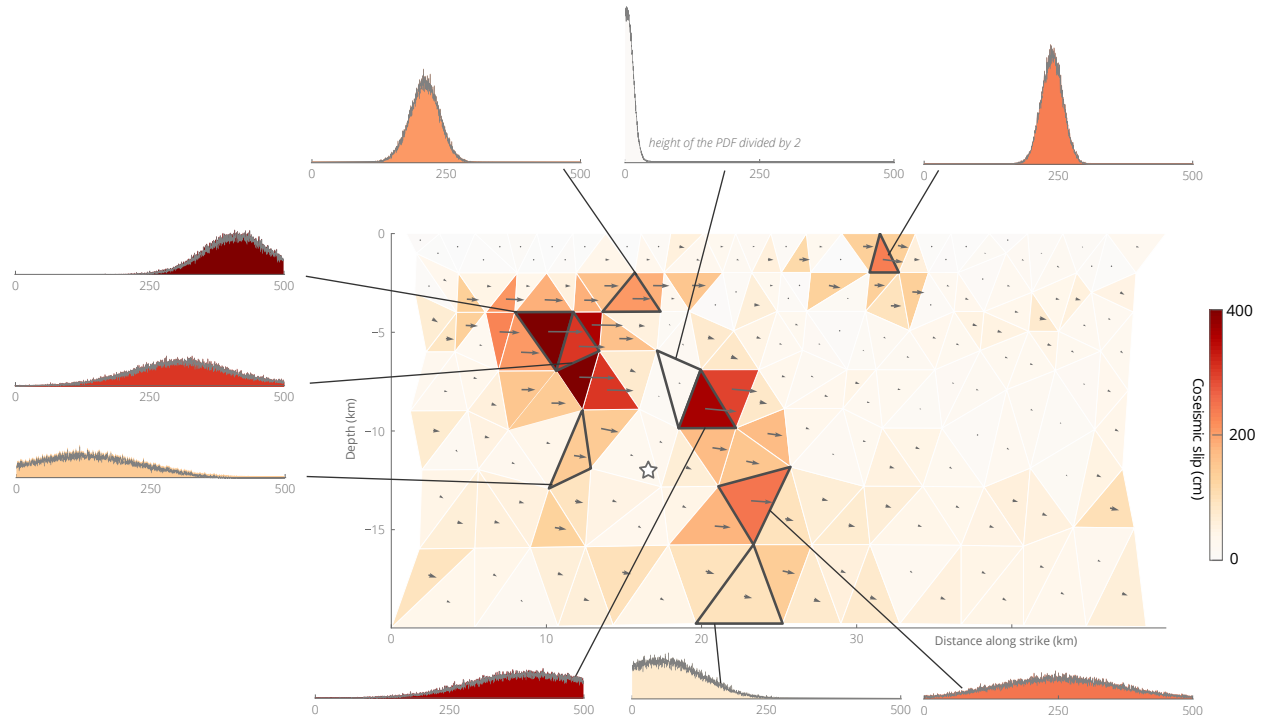 height of the PDF divided by 2
0 250 500
0 250 500
0 250 500
0
0 250 500
−5
400
0 250 500
Depth (km)
Coseismic slip (cm)
−10
200
0 250 500
−15
0
0 10 20 30
Distance along strike (km)
0 250 500
0 250 500
0 250 500